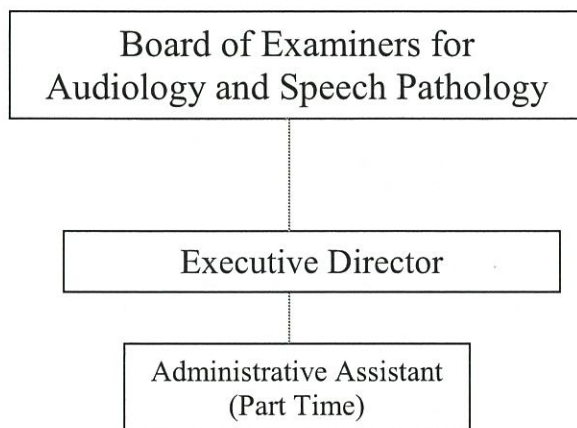 Board of Examiners for
Audiology and Speech Pathology
Executive Director
Administrative Assistant
(Part Time)